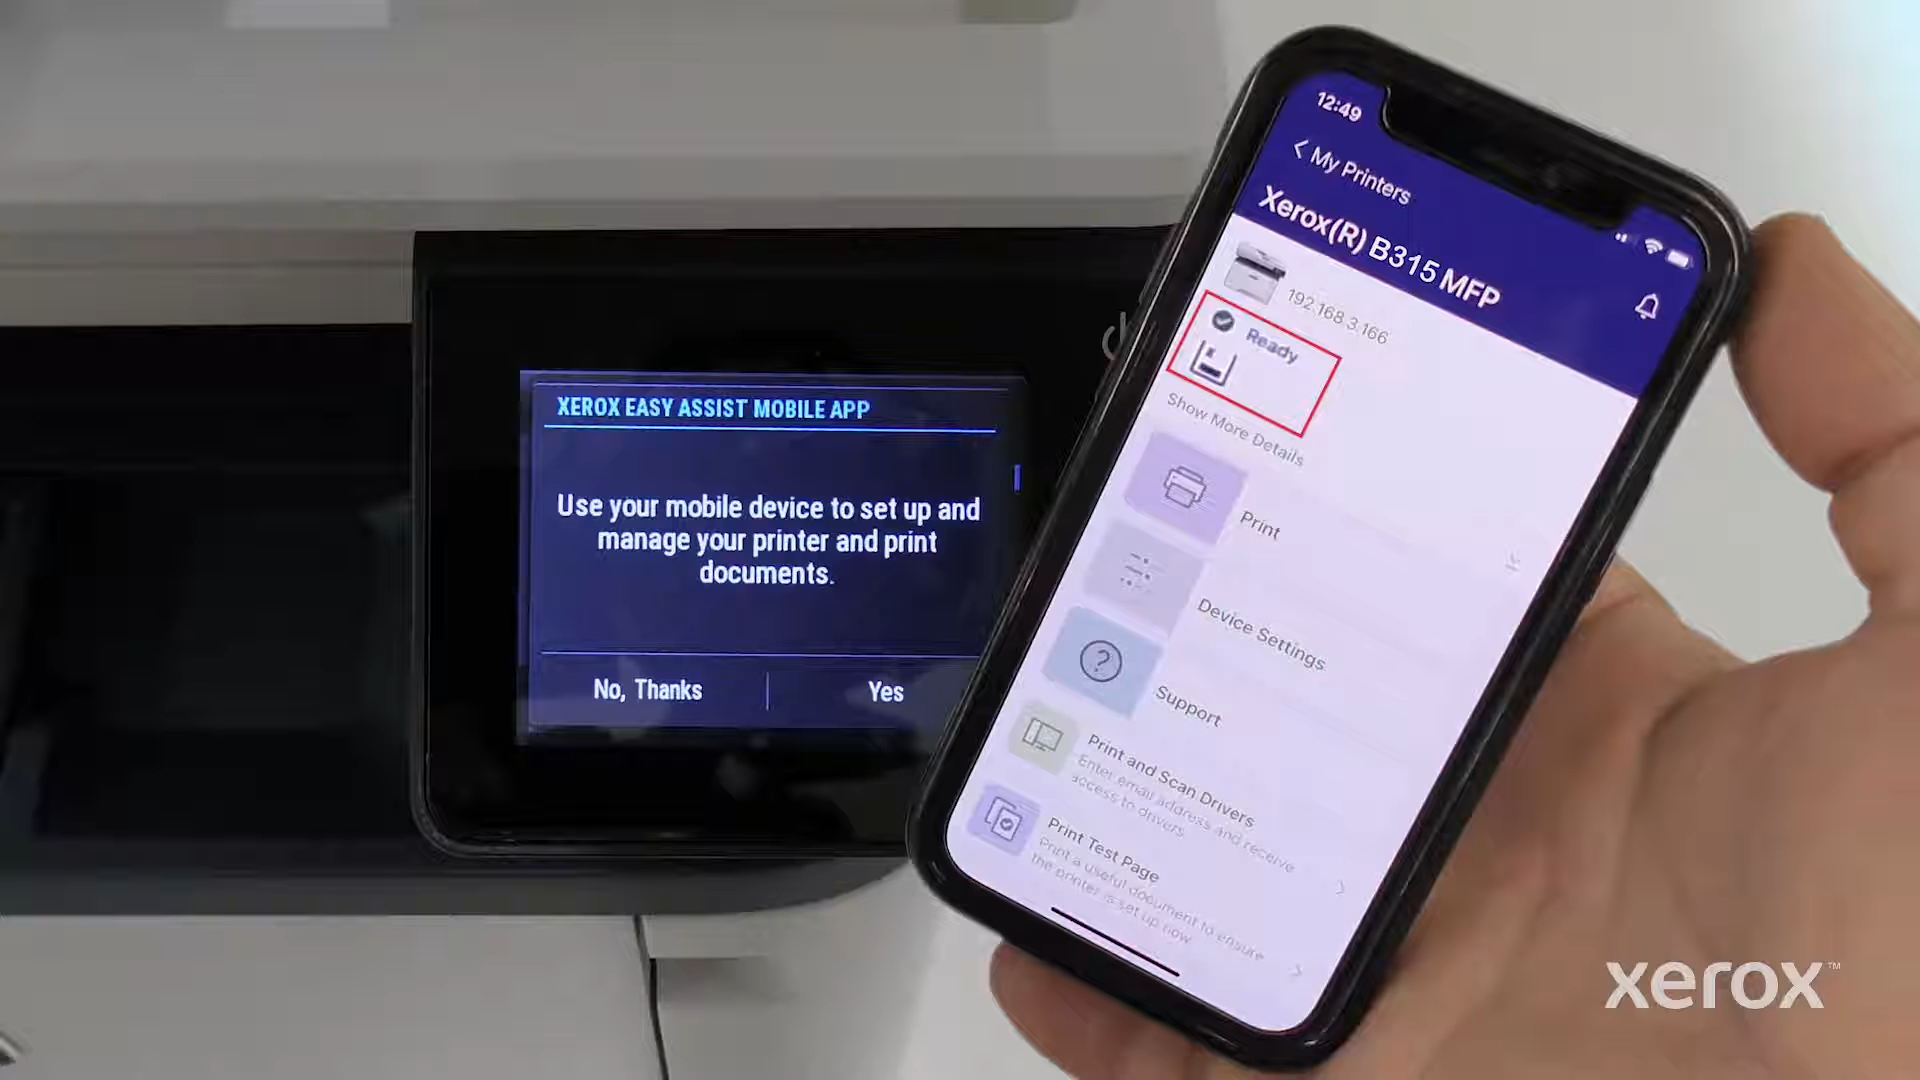 XEROX EASY ASSIST MOBILE APP
Use your mobile device to set up and
manage your printer and print
documents.
No, Thanks
Yes
12:49
< My Printers
Xerox(R) B315 MFP
192.168.3.166
Ready
Show More Details
Print
Device Settings
Support
Print and Scan Drivers
Enter email address and receive
access to drivers.
Print Test Page
Print a useful document to ensure
the printer is set up now
xerox™